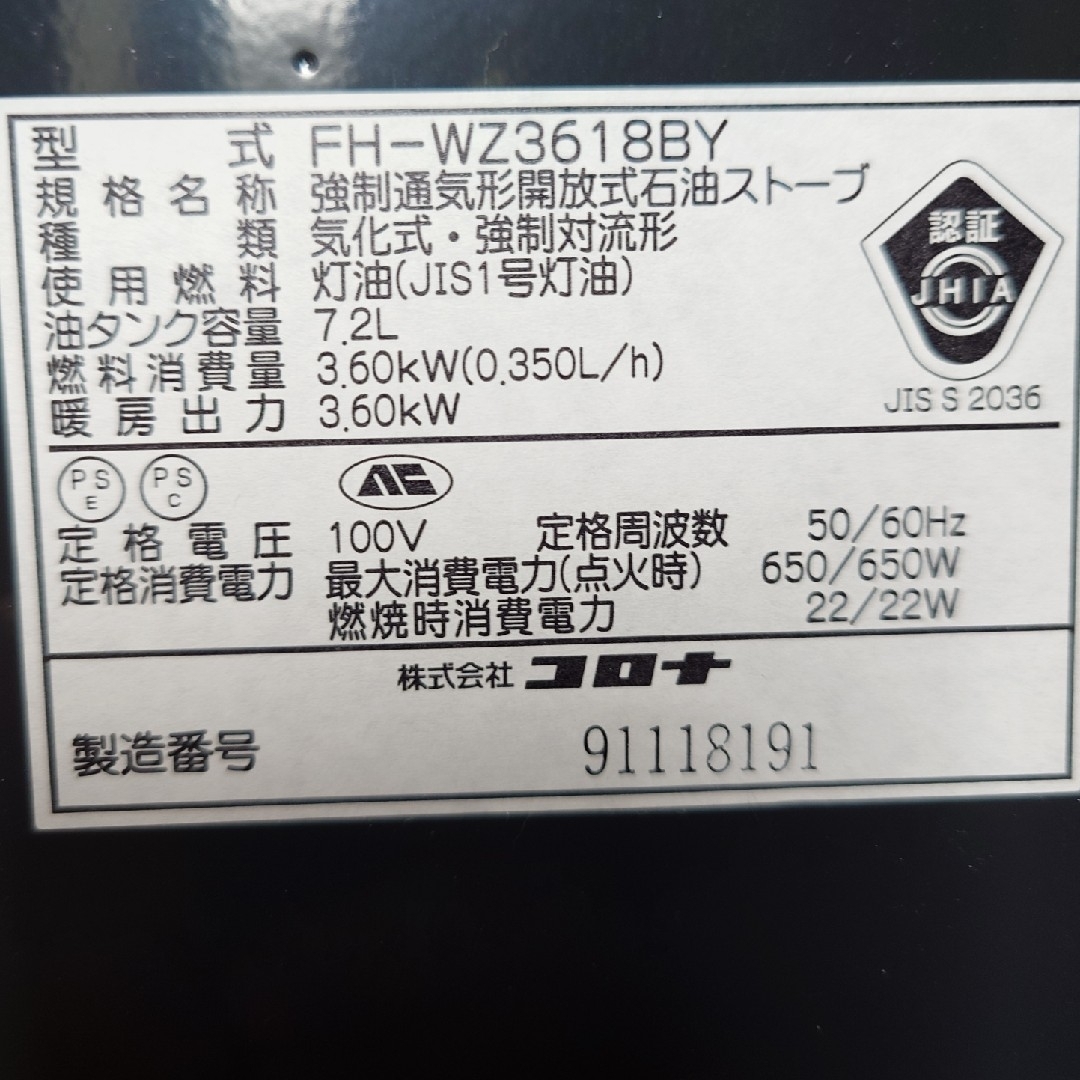 型式 FH-WZ3618BY
規格名称 強制通気形開放式石油ストーブ
種類 気化式・強制対流形
使用燃料 灯油(JIS1号灯油)
油タンク容量 7.2L
燃料消費量 3.60kW(0.350L/h)
暖房出力 3.60kW
認証
JHIA
JIS S 2036
PS E PS C
定格電圧 100V 定格周波数 50/60Hz
定格消費電力 最大消費電力(点火時) 650/650W
燃焼時消費電力 22/22W
株式会社 コロナ
製造番号 91118191